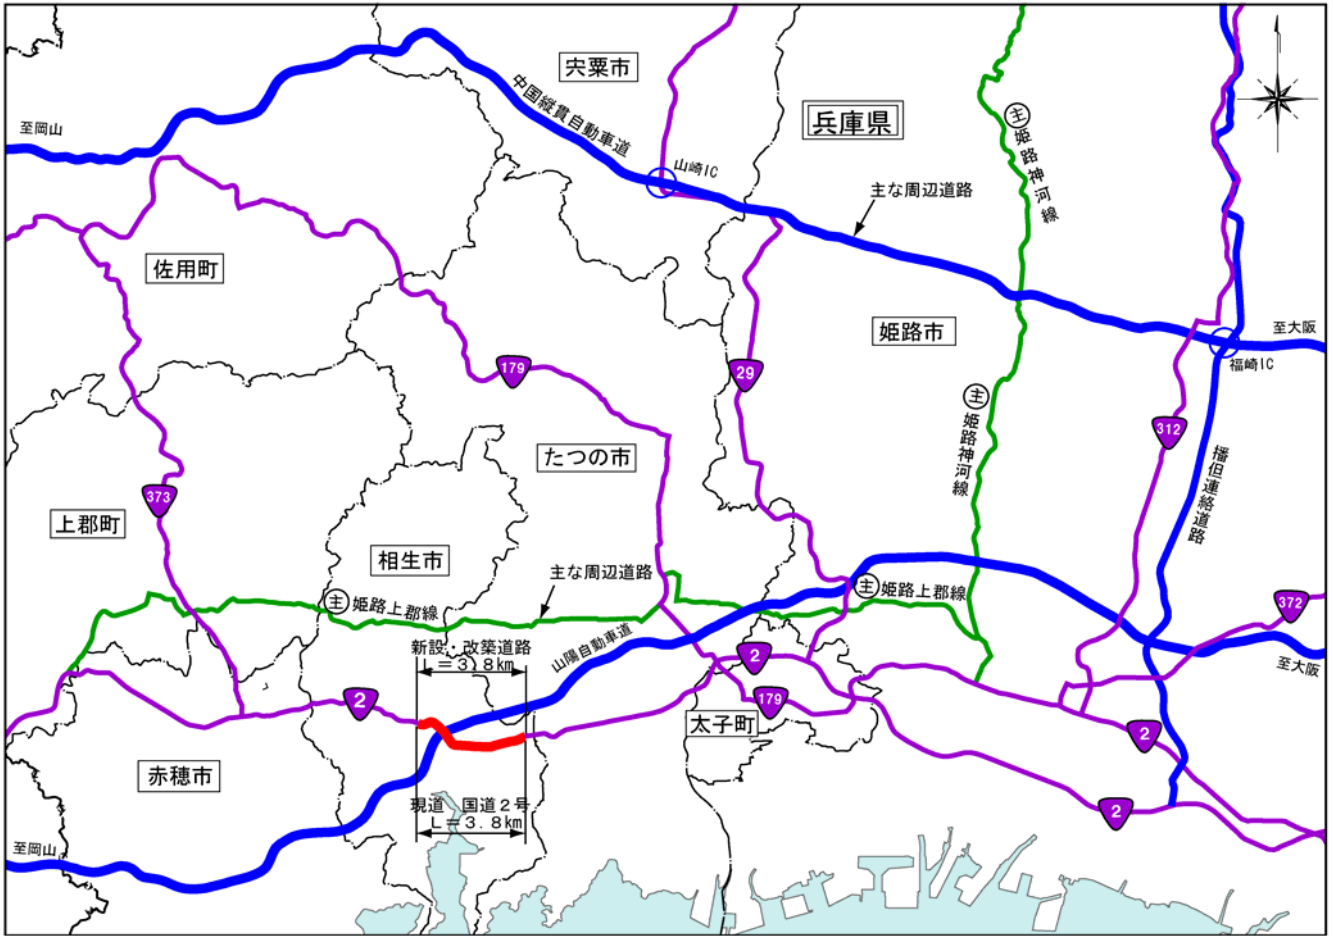 宍粟市
兵庫県
至岡山
中国縦貫自動車道
山崎IC
主な周辺道路
主
姫路神河線
佐用町
姫路市
至大阪
福崎IC
179
29
主
姫路神河線
312
播但連絡道路
たつの市
373
上郡町
相生市
主な周辺道路
主
姫路上郡線
主
姫路上郡線
372
新設・改築道路
L=3.8km
山陽自動車道
2
至大阪
2
179
太子町
2
赤穂市
現道 国道2号
L=3.8km
2
至岡山